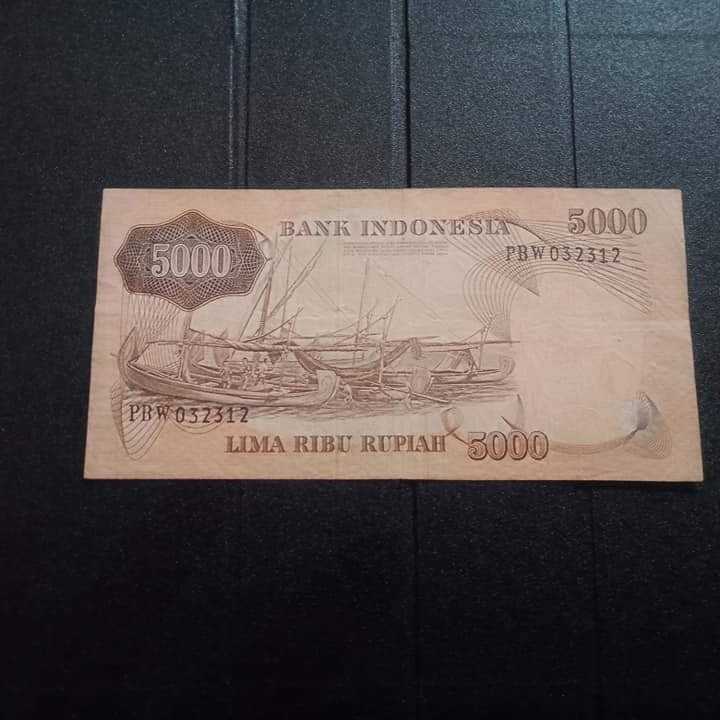 BANK INDONESIA
5000
5000
PBW032312
PBW032312
LIMA RIBU RUPIAH
5000